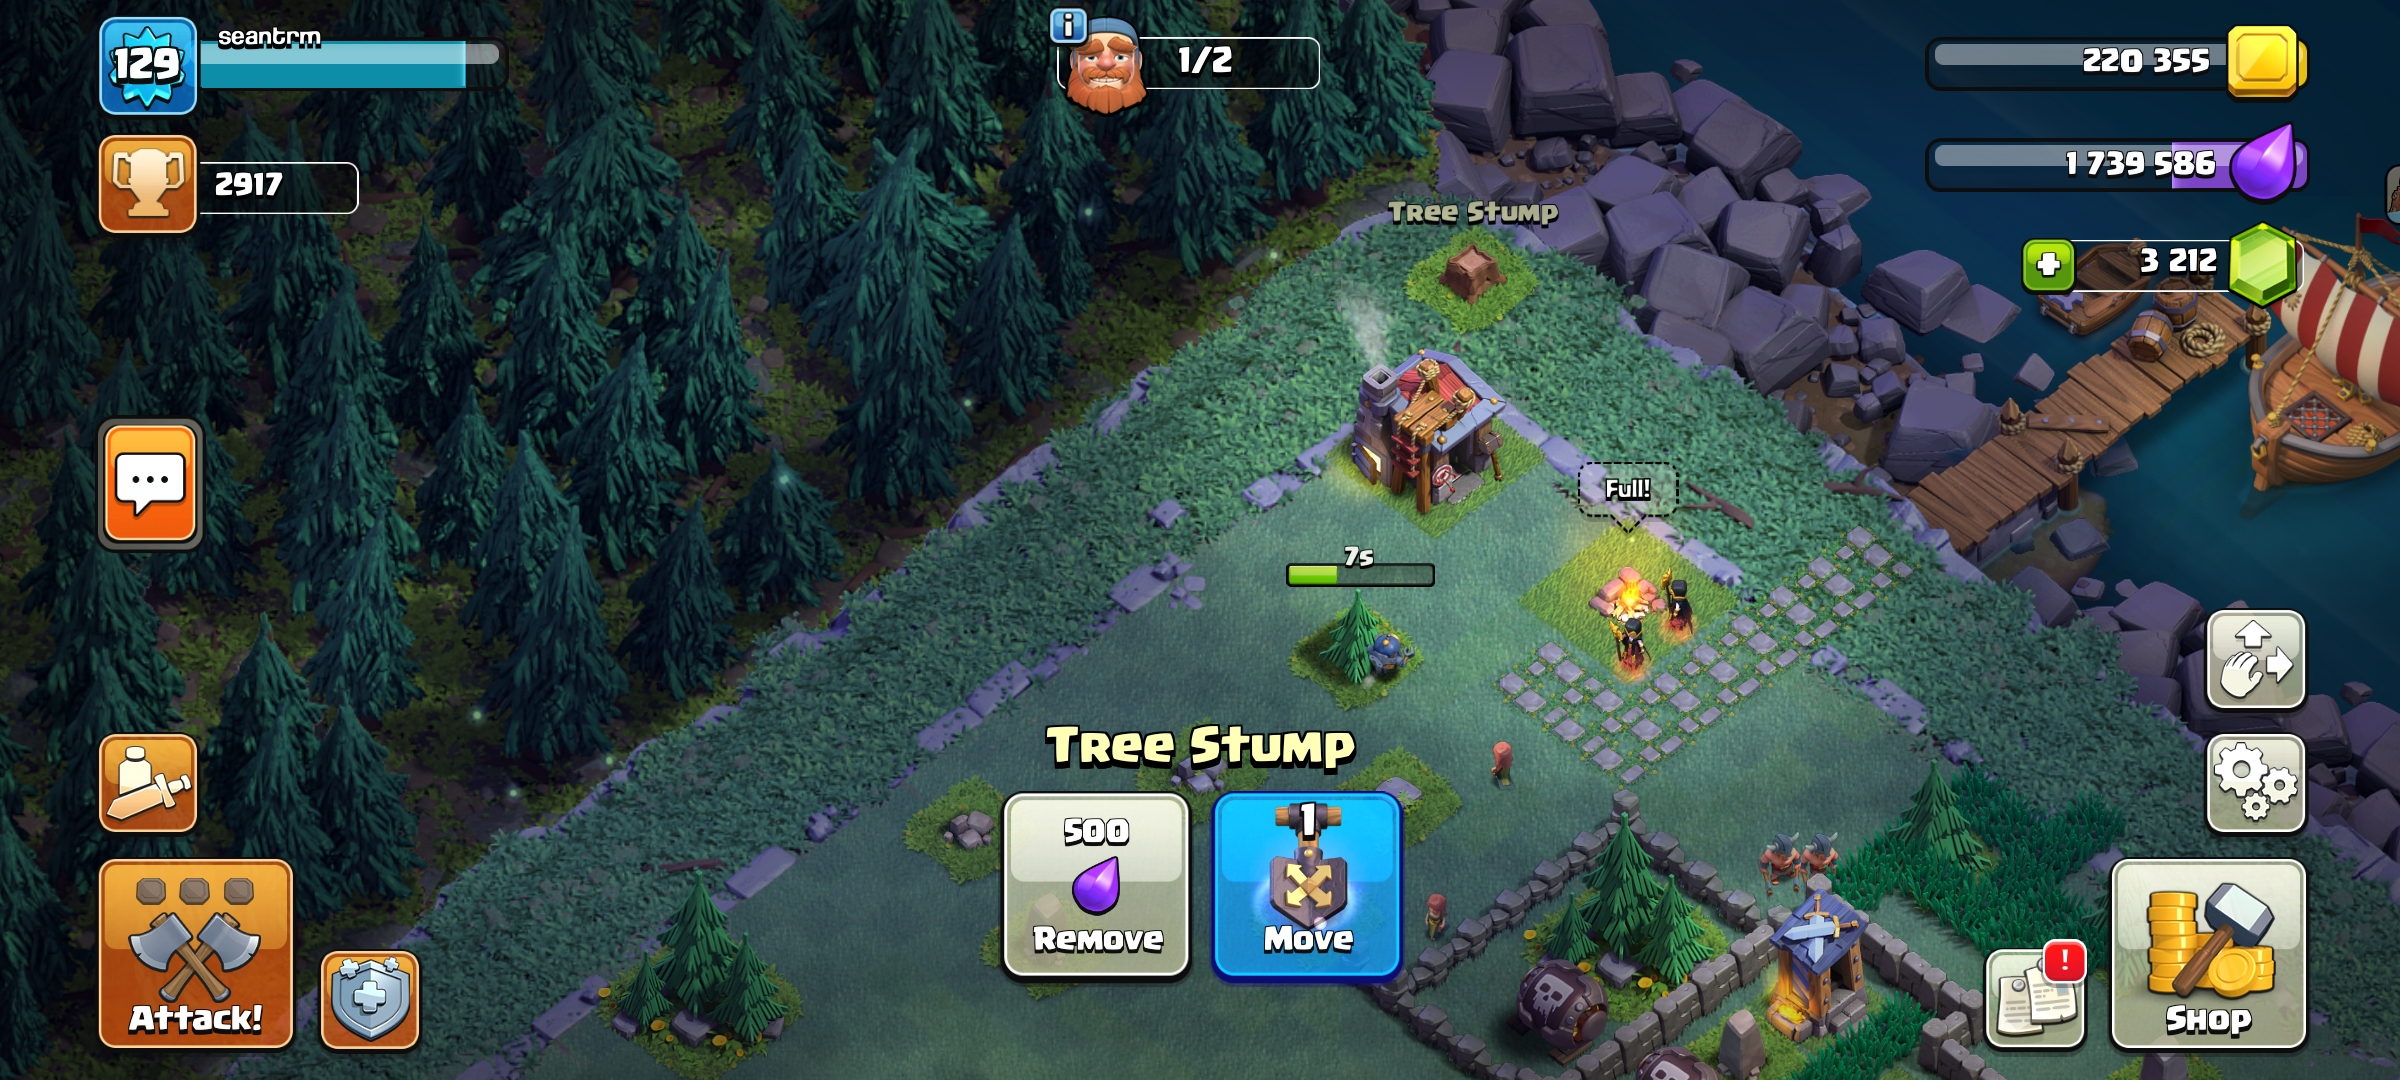 129
seantrm
1/2
220 355
2917
1 739 586
Tree Stump
3 212
Full!
7s
Tree Stump
500
Remove
1
Move
Attack!
!
Shop